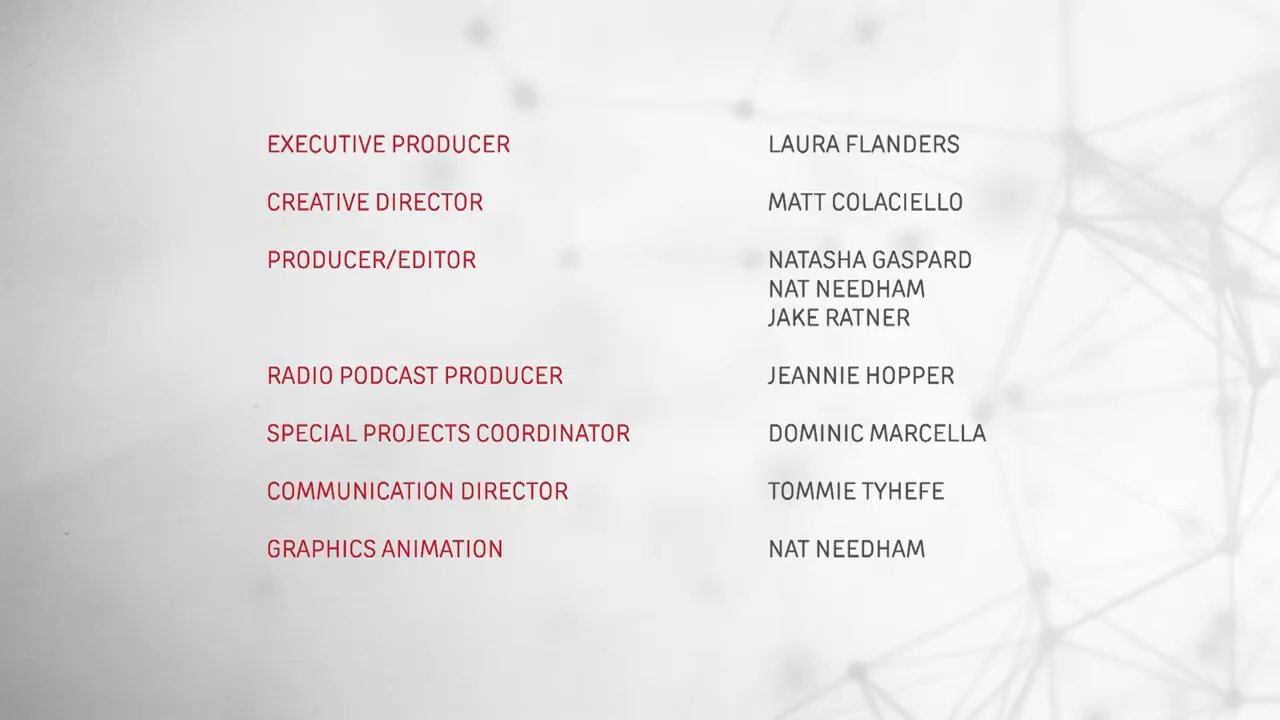 EXECUTIVE PRODUCER LAURA FLANDERS
CREATIVE DIRECTOR MATT COLACIELLO
PRODUCER/EDITOR NATASHA GASPARD
NAT NEEDHAM
JAKE RATNER
RADIO PODCAST PRODUCER JEANNIE HOPPER
SPECIAL PROJECTS COORDINATOR DOMINIC MARCELLA
COMMUNICATION DIRECTOR TOMMIE TYHEFE
GRAPHICS ANIMATION NAT NEEDHAM